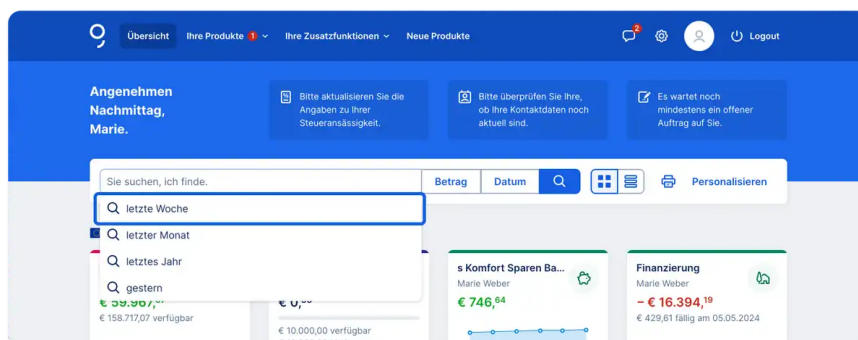 Übersicht Ihre Produkte 1 Ihre Zusatzfunktionen Neue Produkte 2 Logout
Angenehmen
Nachmittag,
Marie.
Bitte aktualisieren Sie die
Angaben zu Ihrer
Steueransässigkeit.
Bitte überprüfen Sie Ihre,
ob Ihre Kontaktdaten noch
aktuell sind.
Es wartet noch
mindestens ein offener
Auftrag auf Sie.
Sie suchen, ich finde. Betrag Datum Personalisieren
letzte Woche
letzter Monat
letztes Jahr
gestern
€ 158.717,07 verfügbar
€ 10.000,00 verfügbar
s Komfort Sparen Ba...
Marie Weber
€ 746,64
Finanzierung
Marie Weber
− € 16.394,19
€ 429,61 fällig am 05.05.2024